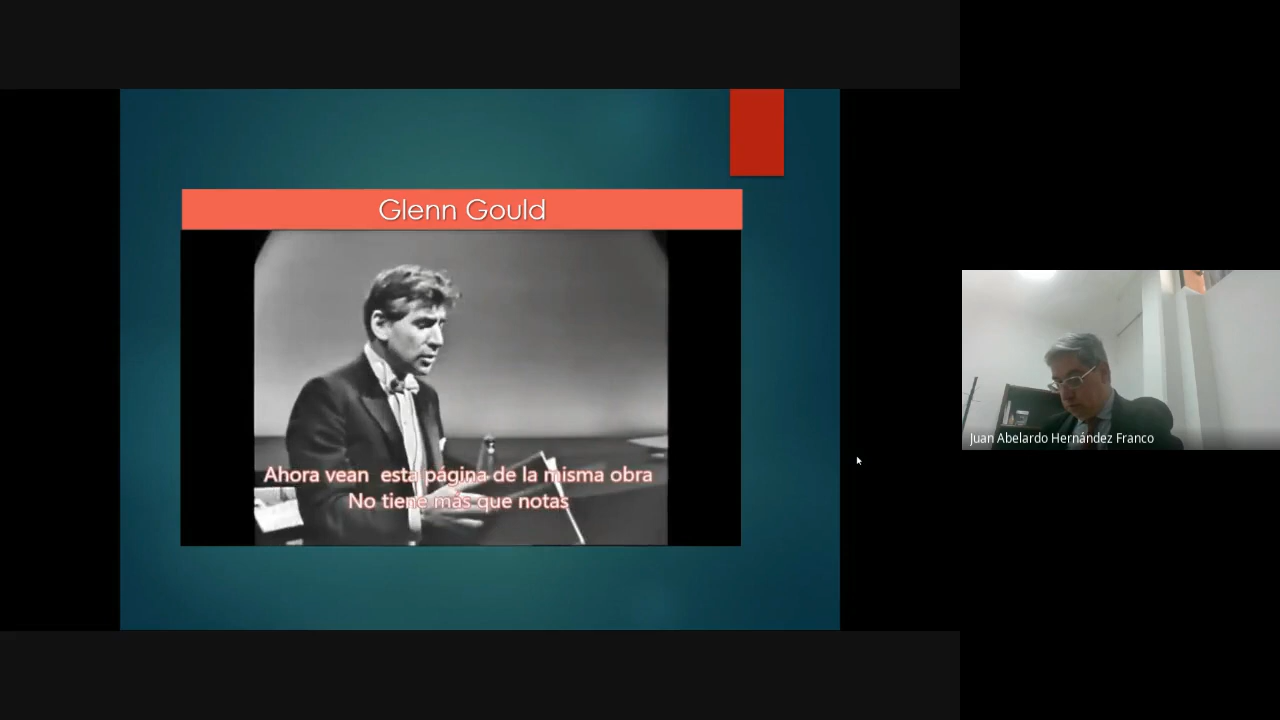 Glenn Gould
Ahora vean esta página de la misma obra
No tiene más que notas
Juan Abelardo Hernández Franco